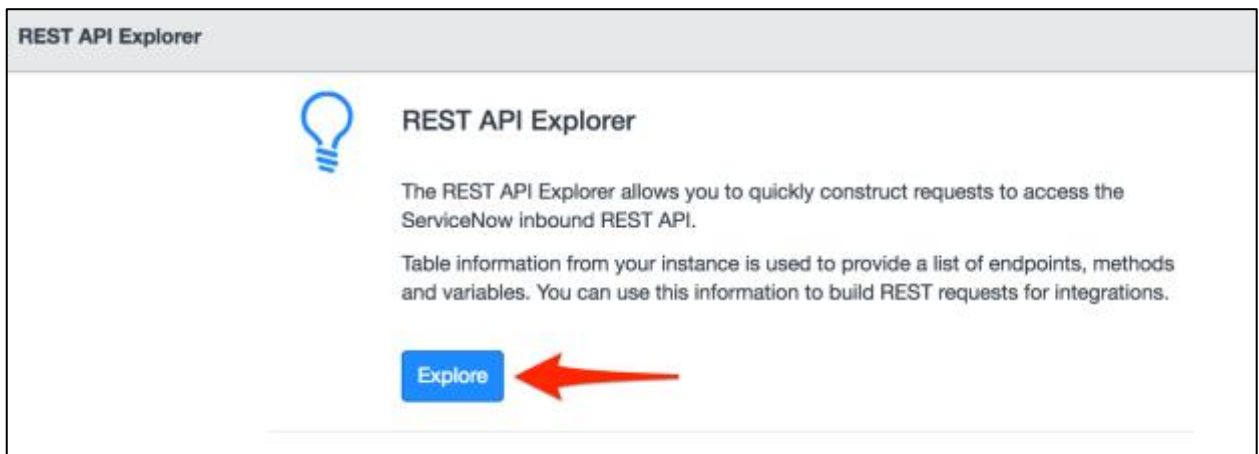 REST API Explorer
REST API Explorer
The REST API Explorer allows you to quickly construct requests to access the
ServiceNow inbound REST API.
Table information from your instance is used to provide a list of endpoints, methods
and variables. You can use this information to build REST requests for integrations.
Explore